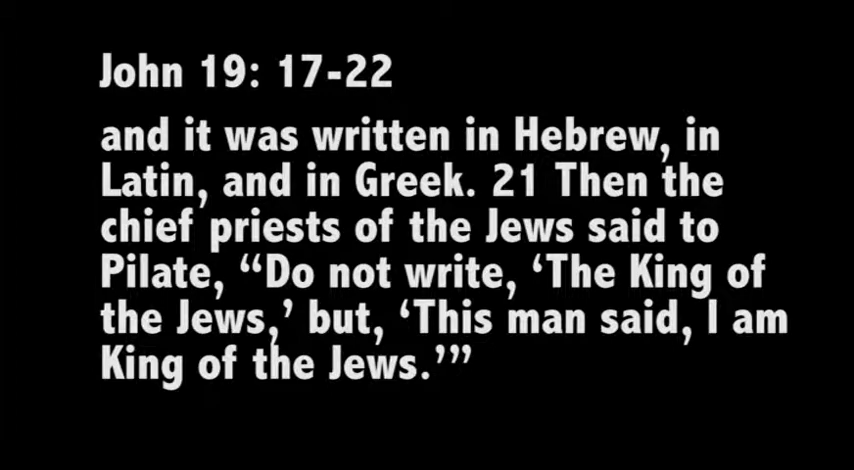 John 19: 17-22
and it was written in Hebrew, in
Latin, and in Greek. 21 Then the
chief priests of the Jews said to
Pilate, “Do not write, ‘The King of
the Jews,’ but, ‘This man said, I am
King of the Jews.’”